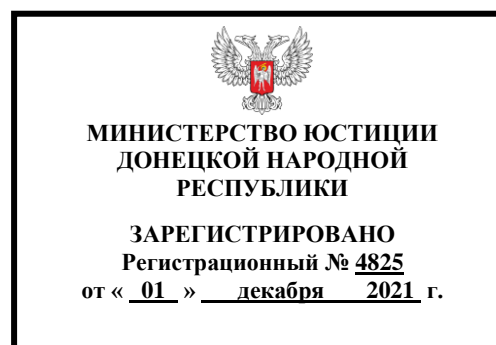 МИНИСТЕРСТВО ЮСТИЦИИ
ДОНЕЦКОЙ НАРОДНОЙ
РЕСПУБЛИКИ
ЗАРЕГИСТРИРОВАНО
Регистрационный № 4825
от « 01 » декабря 2021 г.